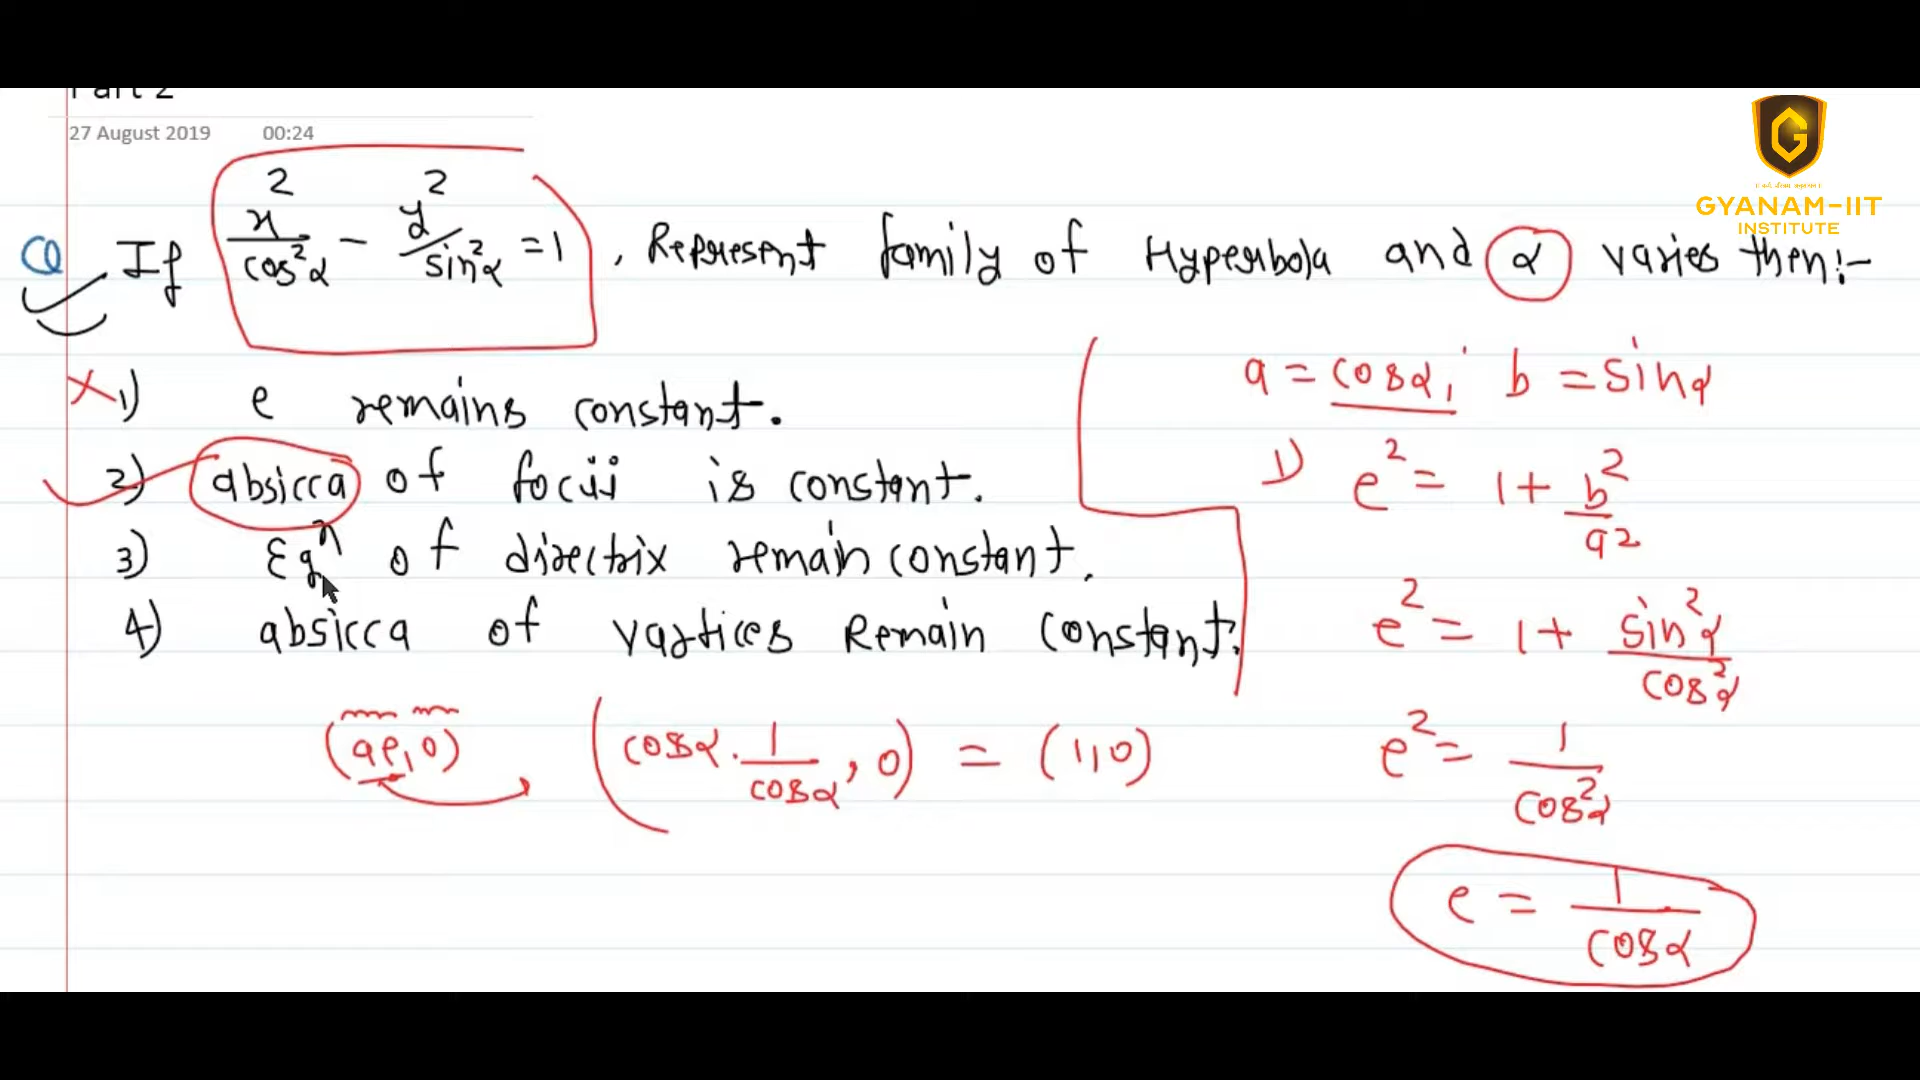 Part 2
27 August 2019 00:24
GYANAM-IIT
INSTITUTE
Q If x²/cos²α - y²/sin²α = 1 , Represent family of Hyperbola and α varies then:-
1) e remains constant.
2) absicca of focii is constant.
3) Eqⁿ of directrix remain constant.
4) absicca of vartices Remain constant.
(ae, 0) (cosα · 1/cosα, 0) = (1, 0)
a = cosα, b = sinα
1) e² = 1 + b²/a²
e² = 1 + sin²α/cos²α
e² = 1/cos²α
e = 1/cosα